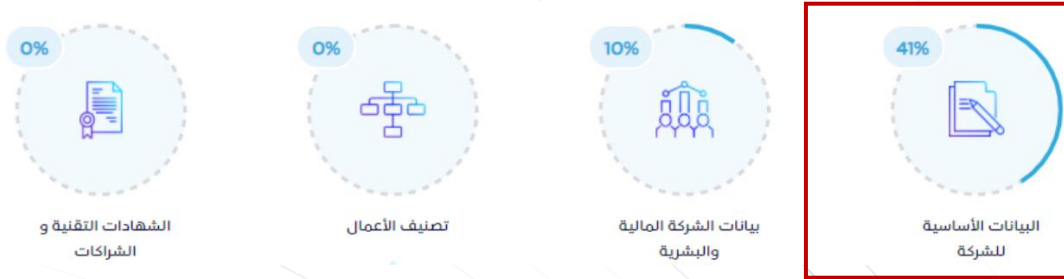 41%
البيانات الأساسية
للشركة
10%
بيانات الشركة المالية
والبشرية
0%
تصنيف الأعمال
0%
الشهادات التقنية و
الشراكات